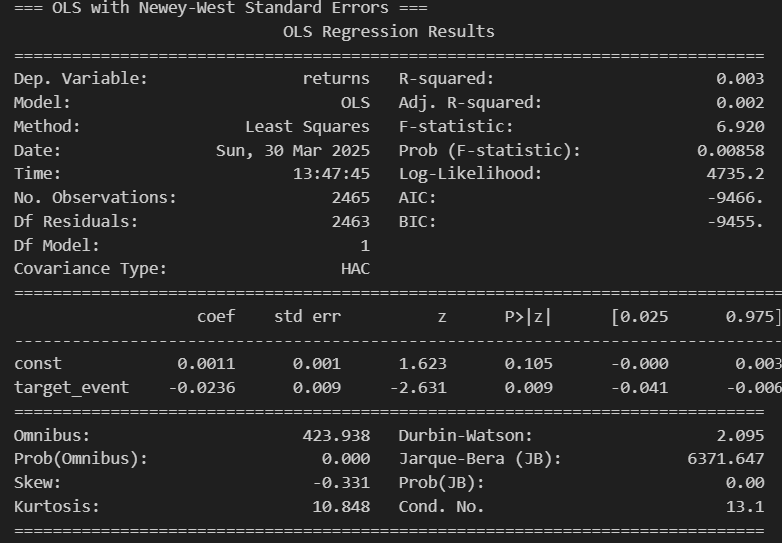 === OLS with Newey-West Standard Errors ===
                            OLS Regression Results
==============================================================================
Dep. Variable:                returns   R-squared:                       0.003
Model:                            OLS   Adj. R-squared:                  0.002
Method:                 Least Squares   F-statistic:                     6.920
Date:                Sun, 30 Mar 2025   Prob (F-statistic):            0.00858
Time:                        13:47:45   Log-Likelihood:                 4735.2
No. Observations:                2465   AIC:                            -9466.
Df Residuals:                    2463   BIC:                            -9455.
Df Model:                           1
Covariance Type:                  HAC
================================================================================
                   coef    std err          z      P>|z|      [0.025      0.975]
--------------------------------------------------------------------------------
const            0.0011      0.001      1.623      0.105      -0.000       0.003
target_event    -0.0236      0.009     -2.631      0.009      -0.041      -0.006
==============================================================================
Omnibus:                      423.938   Durbin-Watson:                   2.095
Prob(Omnibus):                  0.000   Jarque-Bera (JB):             6371.647
Skew:                          -0.331   Prob(JB):                         0.00
Kurtosis:                      10.848   Cond. No.                         13.1
==============================================================================